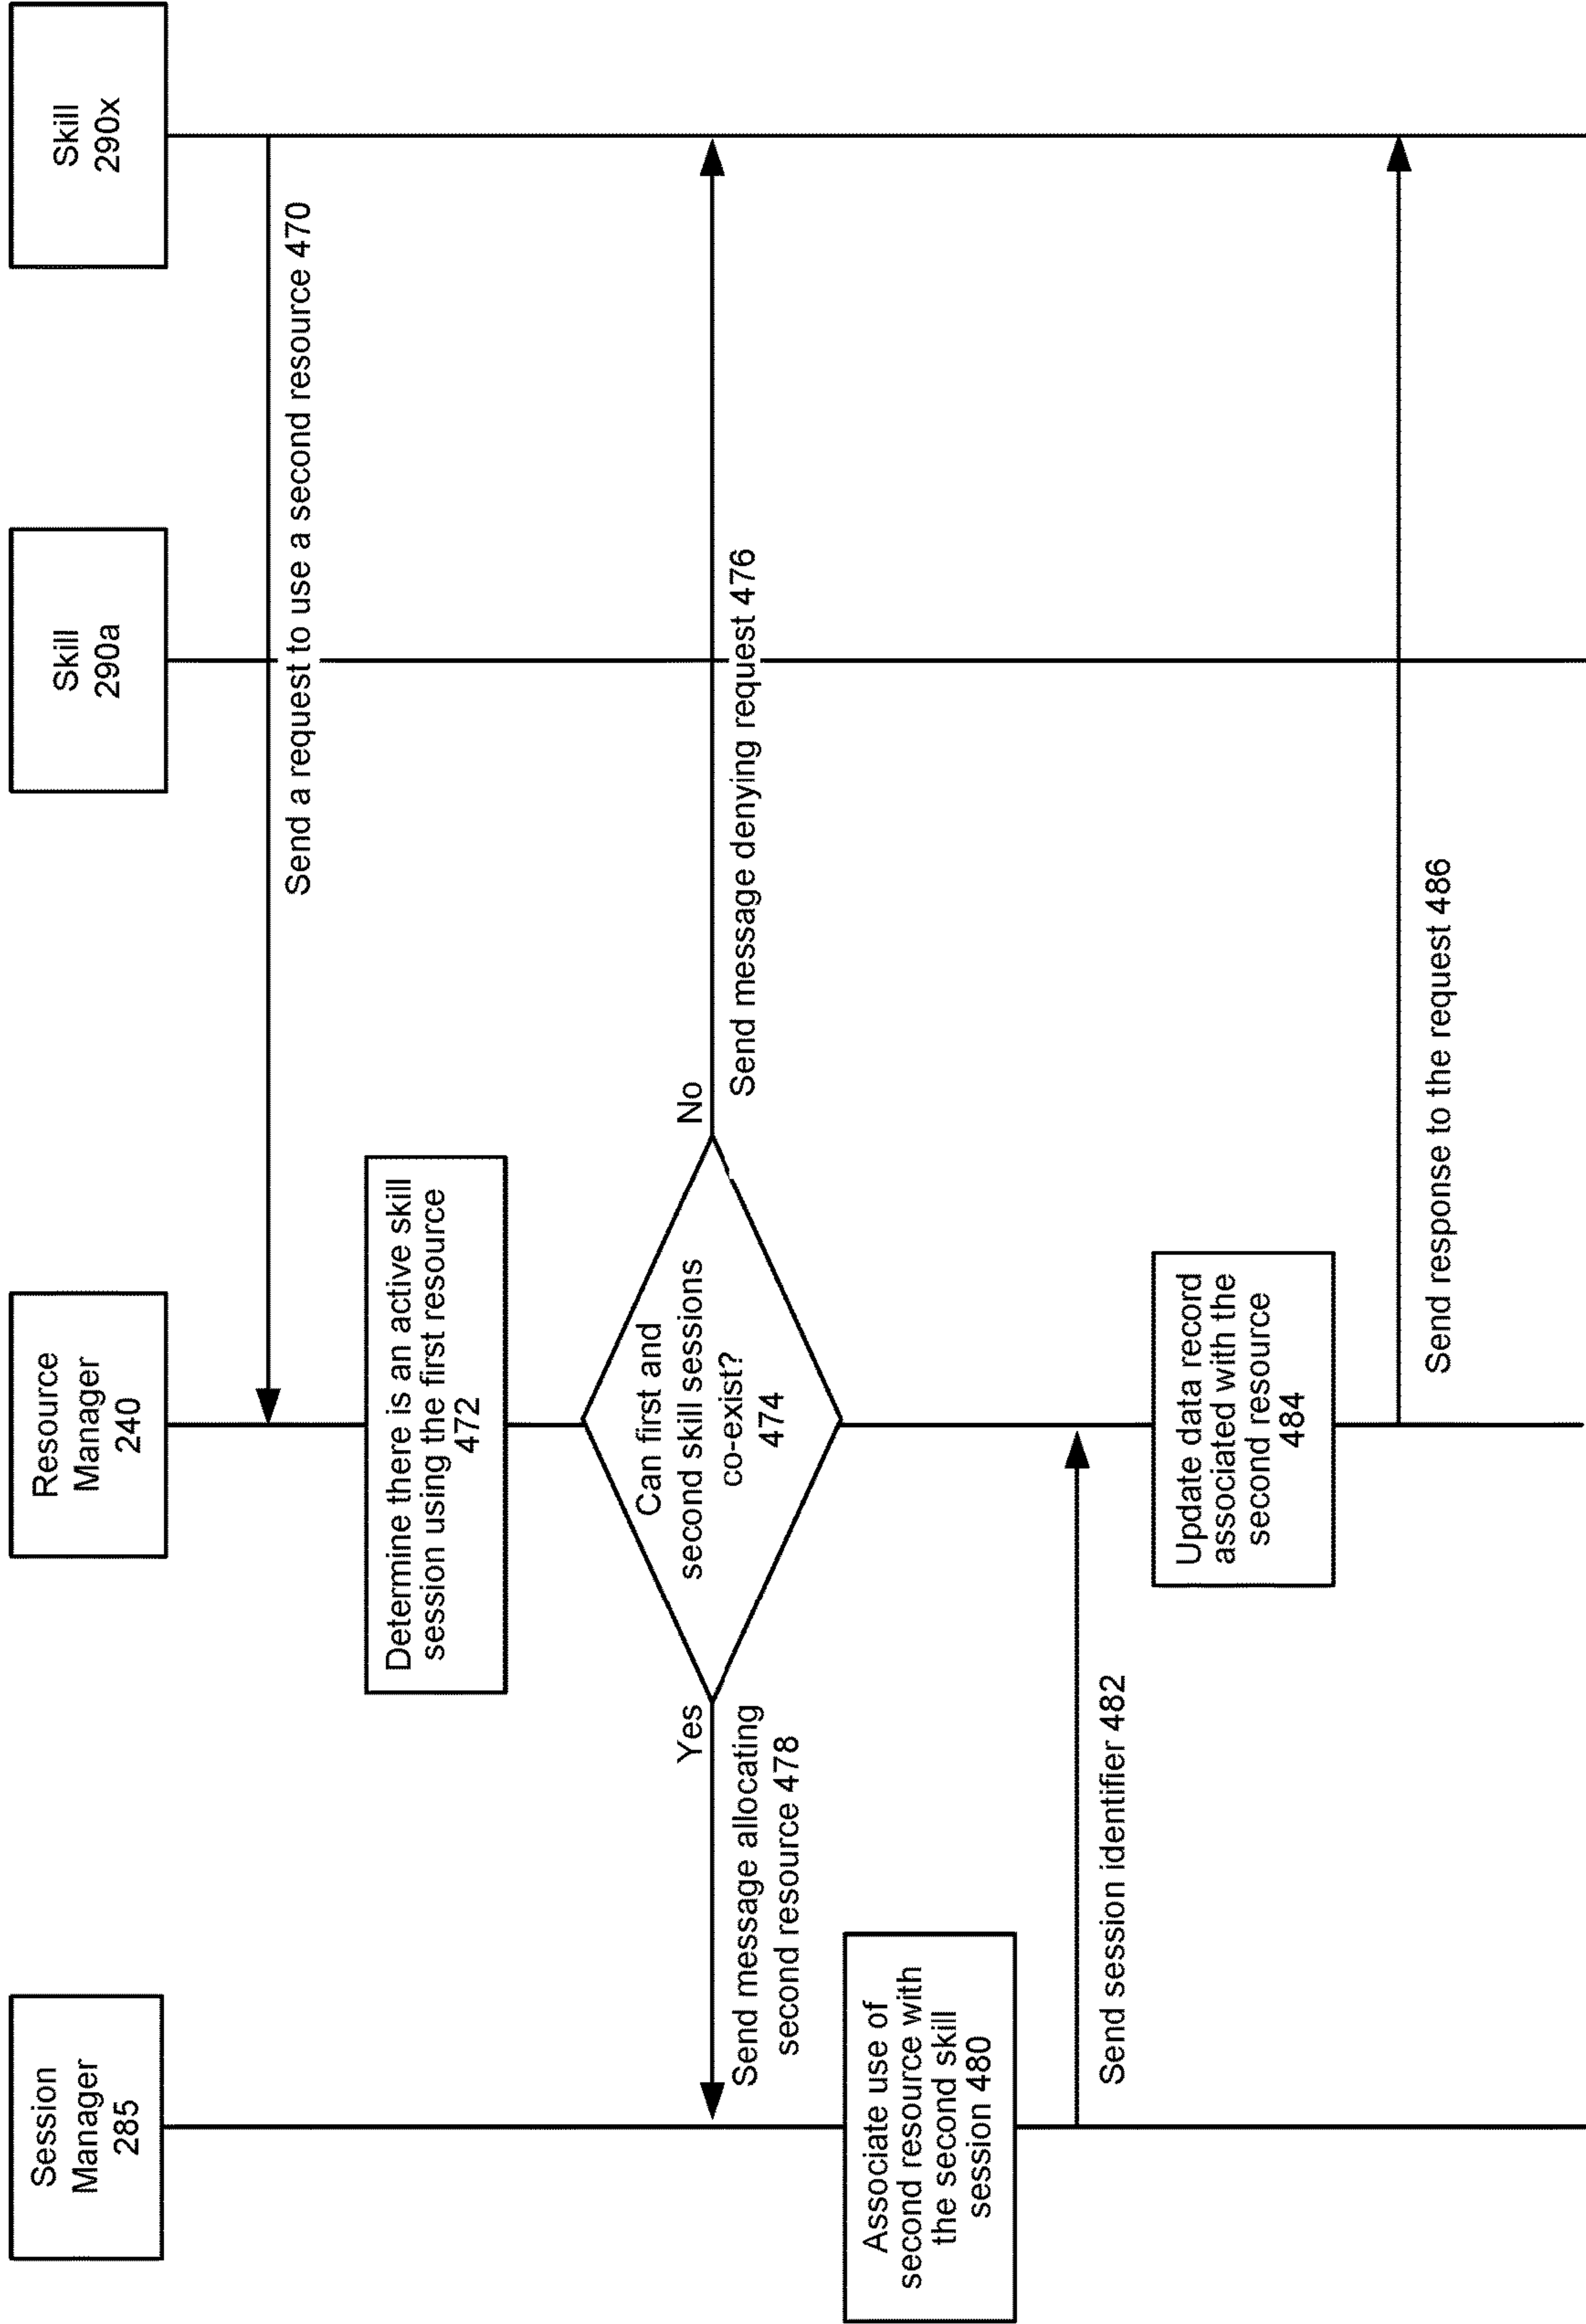 Session
Manager
285
Resource
Manager
240
Skill
290a
Skill
290x
Send a request to use a second resource 470
Determine there is an active skill
session using the first resource
472
Can first and
second skill sessions
co-exist?
474
Yes
No
Send message allocating
second resource 478
Send message denying request 476
Associate use of
second resource with
the second skill
session 480
Send session identifier 482
Update data record
associated with the
second resource
484
Send response to the request 486